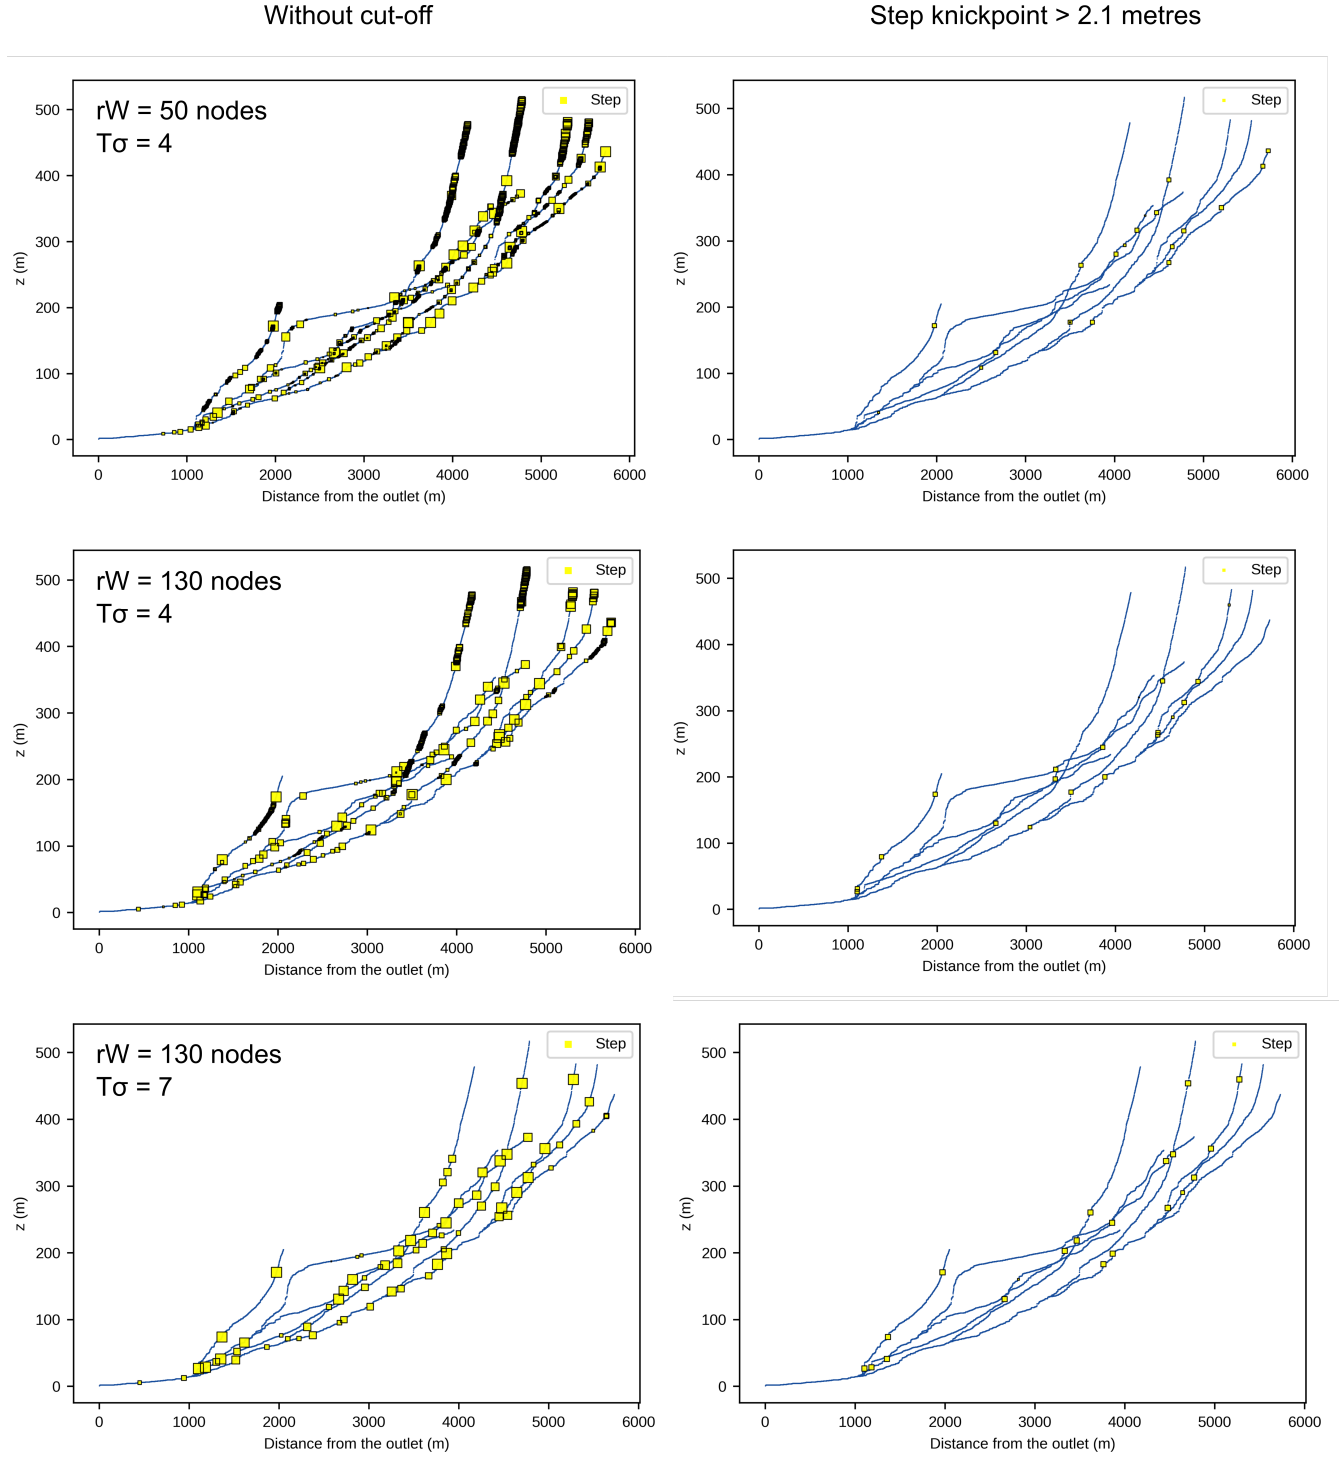 Without cut-off
Step knickpoint > 2.1 metres
rW = 50 nodes
Tσ = 4
Step
500
400
300
200
100
0
z (m)
0 1000 2000 3000 4000 5000 6000
Distance from the outlet (m)
Step
500
400
300
200
100
0
z (m)
0 1000 2000 3000 4000 5000 6000
Distance from the outlet (m)
rW = 130 nodes
Tσ = 4
Step
500
400
300
200
100
0
z (m)
0 1000 2000 3000 4000 5000 6000
Distance from the outlet (m)
Step
500
400
300
200
100
0
z (m)
0 1000 2000 3000 4000 5000 6000
Distance from the outlet (m)
rW = 130 nodes
Tσ = 7
Step
500
400
300
200
100
0
z (m)
0 1000 2000 3000 4000 5000 6000
Distance from the outlet (m)
Step
500
400
300
200
100
0
z (m)
0 1000 2000 3000 4000 5000 6000
Distance from the outlet (m)